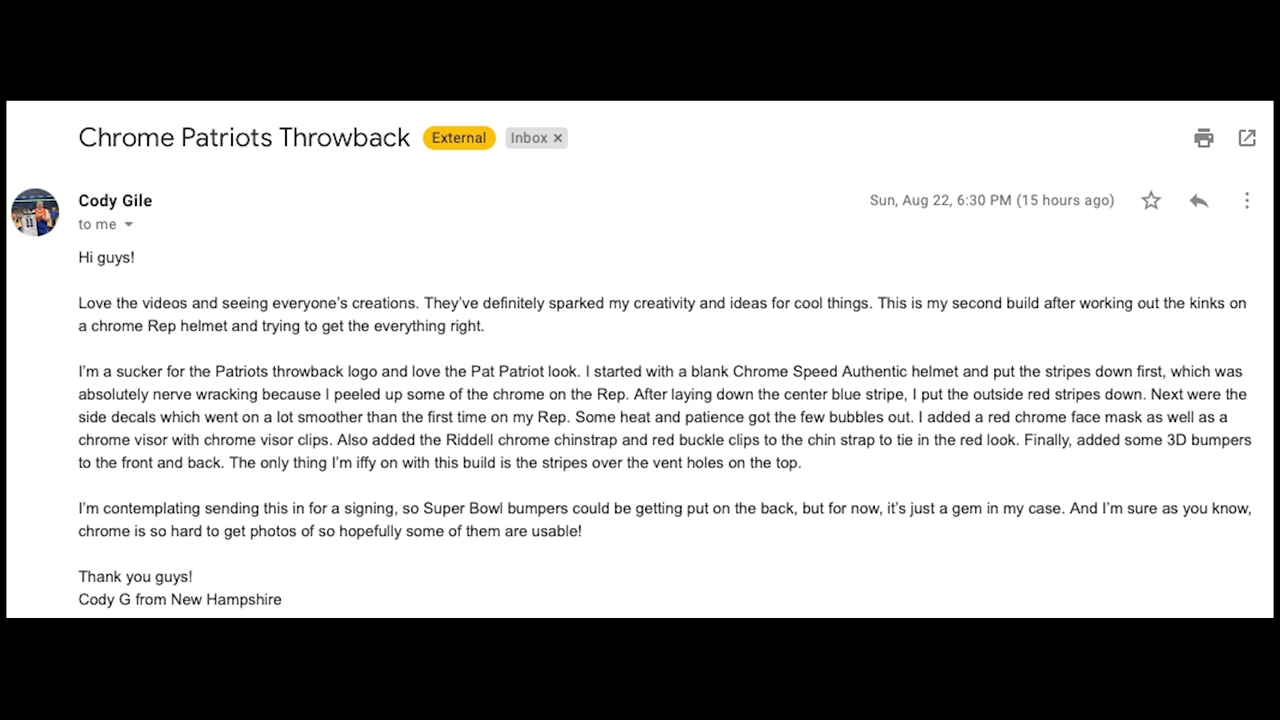 Chrome Patriots Throwback External Inbox ×
Cody Gile Sun, Aug 22, 6:30 PM (15 hours ago)
to me
Hi guys!
Love the videos and seeing everyone's creations. They've definitely sparked my creativity and ideas for cool things. This is my second build after working out the kinks on
a chrome Rep helmet and trying to get the everything right.
I'm a sucker for the Patriots throwback logo and love the Pat Patriot look. I started with a blank Chrome Speed Authentic helmet and put the stripes down first, which was
absolutely nerve wracking because I peeled up some of the chrome on the Rep. After laying down the center blue stripe, I put the outside red stripes down. Next were the
side decals which went on a lot smoother than the first time on my Rep. Some heat and patience got the few bubbles out. I added a red chrome face mask as well as a
chrome visor with chrome visor clips. Also added the Riddell chrome chinstrap and red buckle clips to the chin strap to tie in the red look. Finally, added some 3D bumpers
to the front and back. The only thing I'm iffy on with this build is the stripes over the vent holes on the top.
I'm contemplating sending this in for a signing, so Super Bowl bumpers could be getting put on the back, but for now, it's just a gem in my case. And I'm sure as you know,
chrome is so hard to get photos of so hopefully some of them are usable!
Thank you guys!
Cody G from New Hampshire